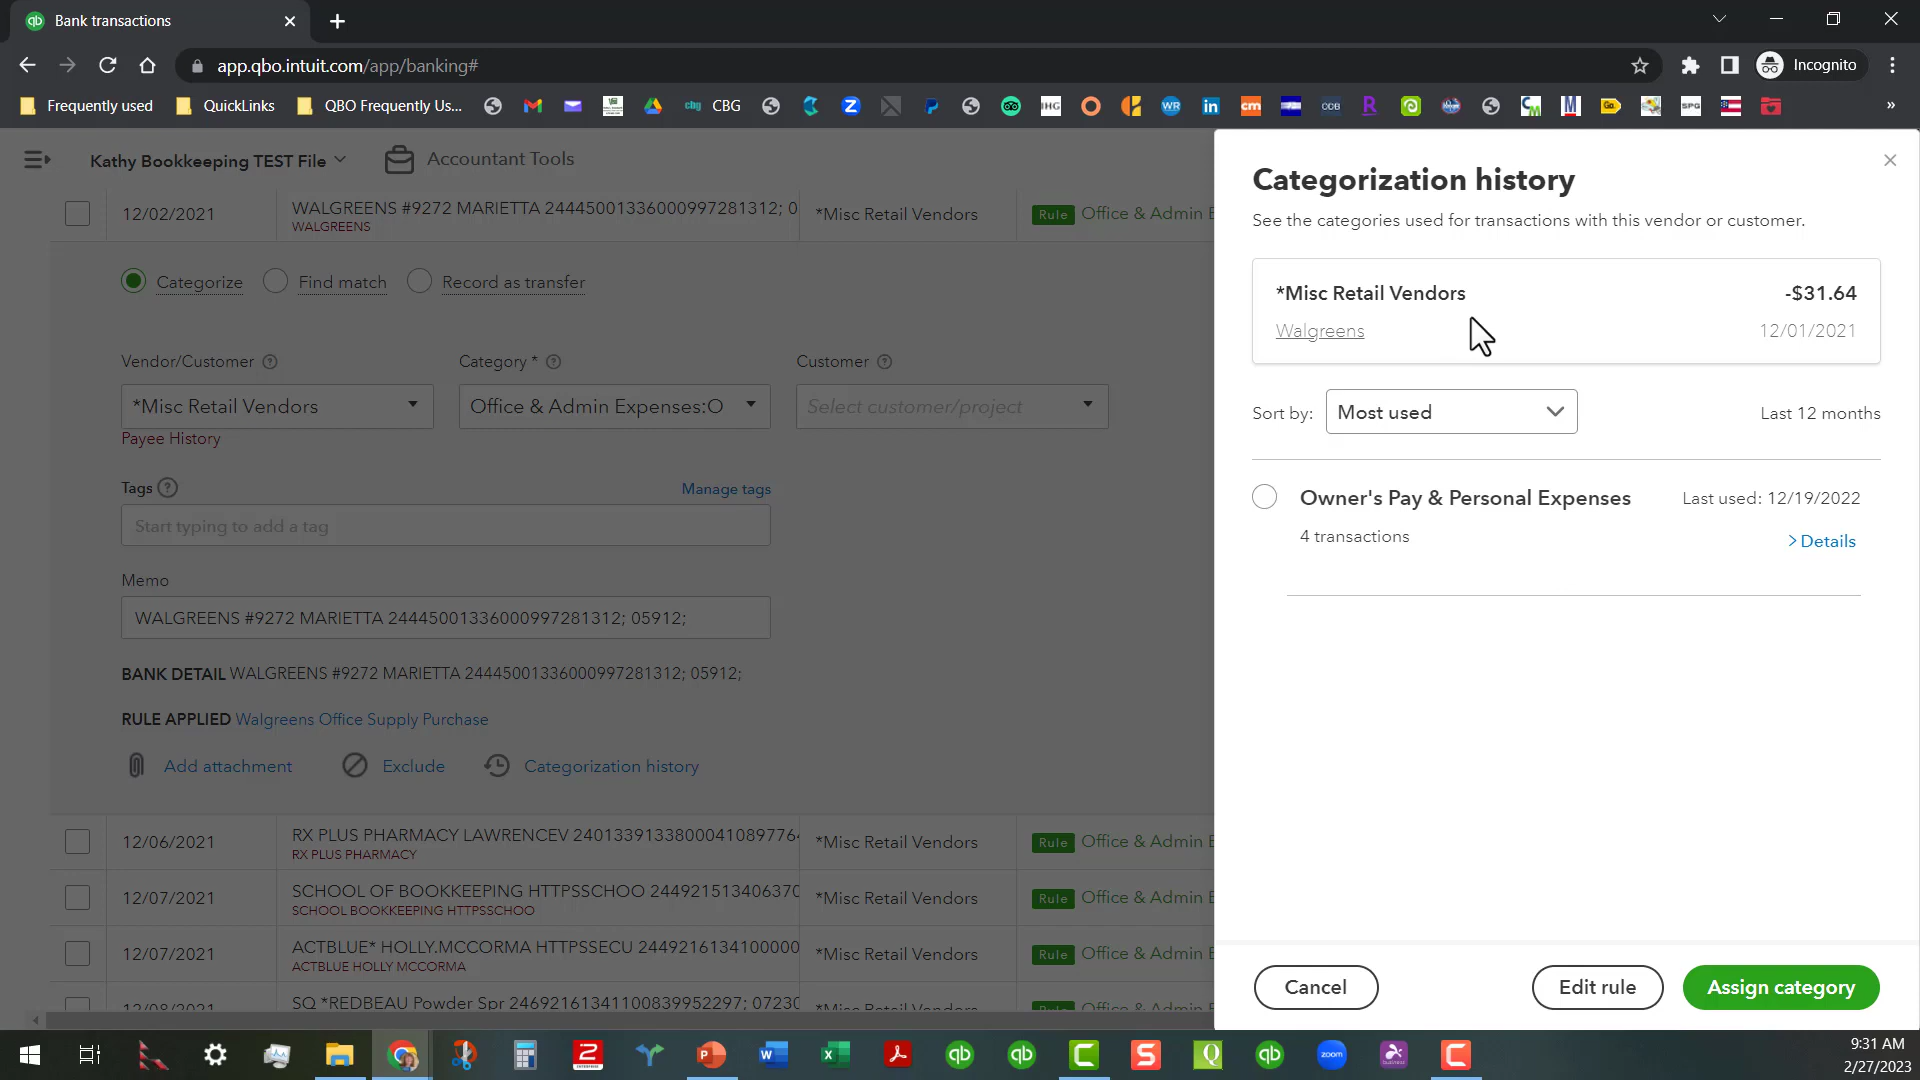 Bank transactions
app.qbo.intuit.com/app/banking#
Incognito
Frequently used
QuickLinks
QBO Frequently Us...
cbg
CBG
IHG
WR
in
cm
ODB
R
SPG
»
Kathy Bookkeeping TEST File
Accountant Tools
12/02/2021
WALGREENS #9272 MARIETTA 24445001336000997281312; 0
WALGREENS
*Misc Retail Vendors
Rule Office & Admin E
Categorize
Find match
Record as transfer
Vendor/Customer ?
Category * ?
Customer ?
*Misc Retail Vendors
Office & Admin Expenses:O
Select customer/project
Payee History
Tags ?
Manage tags
Start typing to add a tag
Memo
WALGREENS #9272 MARIETTA 24445001336000997281312; 05912;
BANK DETAIL WALGREENS #9272 MARIETTA 24445001336000997281312; 05912;
RULE APPLIED Walgreens Office Supply Purchase
Add attachment
Exclude
Categorization history
12/06/2021
RX PLUS PHARMACY LAWRENCEV 2401339133800041089776
RX PLUS PHARMACY
*Misc Retail Vendors
Rule Office & Admin E
12/07/2021
SCHOOL OF BOOKKEEPING HTTPSSCHOO 24492151340637
SCHOOL BOOKKEEPING HTTPSSCHOO
*Misc Retail Vendors
Rule Office & Admin E
12/07/2021
ACTBLUE* HOLLY.MCCORMA HTTPSSECU 2449216134100000
ACTBLUE HOLLY MCCORMA
*Misc Retail Vendors
Rule Office & Admin E
12/08/2021
SQ *REDBEAU Powder Spr 24692161341100839952297; 0723
*Misc Retail Vendors
Rule Office & Admin E
Categorization history
See the categories used for transactions with this vendor or customer.
*Misc Retail Vendors
-$31.64
Walgreens
12/01/2021
Sort by:
Most used
Last 12 months
Owner's Pay & Personal Expenses
Last used: 12/19/2022
4 transactions
> Details
Cancel
Edit rule
Assign category
zoom
9:31 AM
2/27/2023